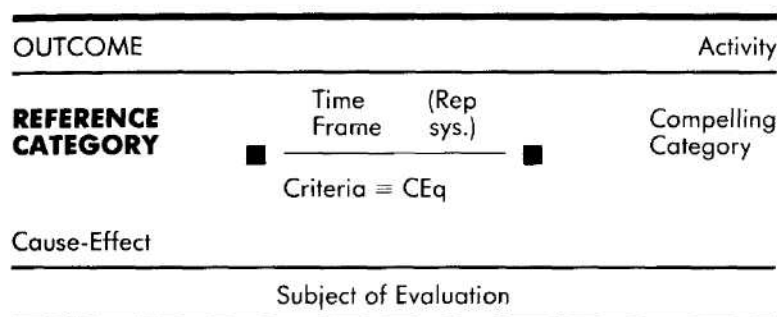 OUTCOME Activity
REFERENCE CATEGORY
Time Frame
(Rep sys.)
Compelling Category
Criteria ≡ CEq
Cause-Effect
Subject of Evaluation